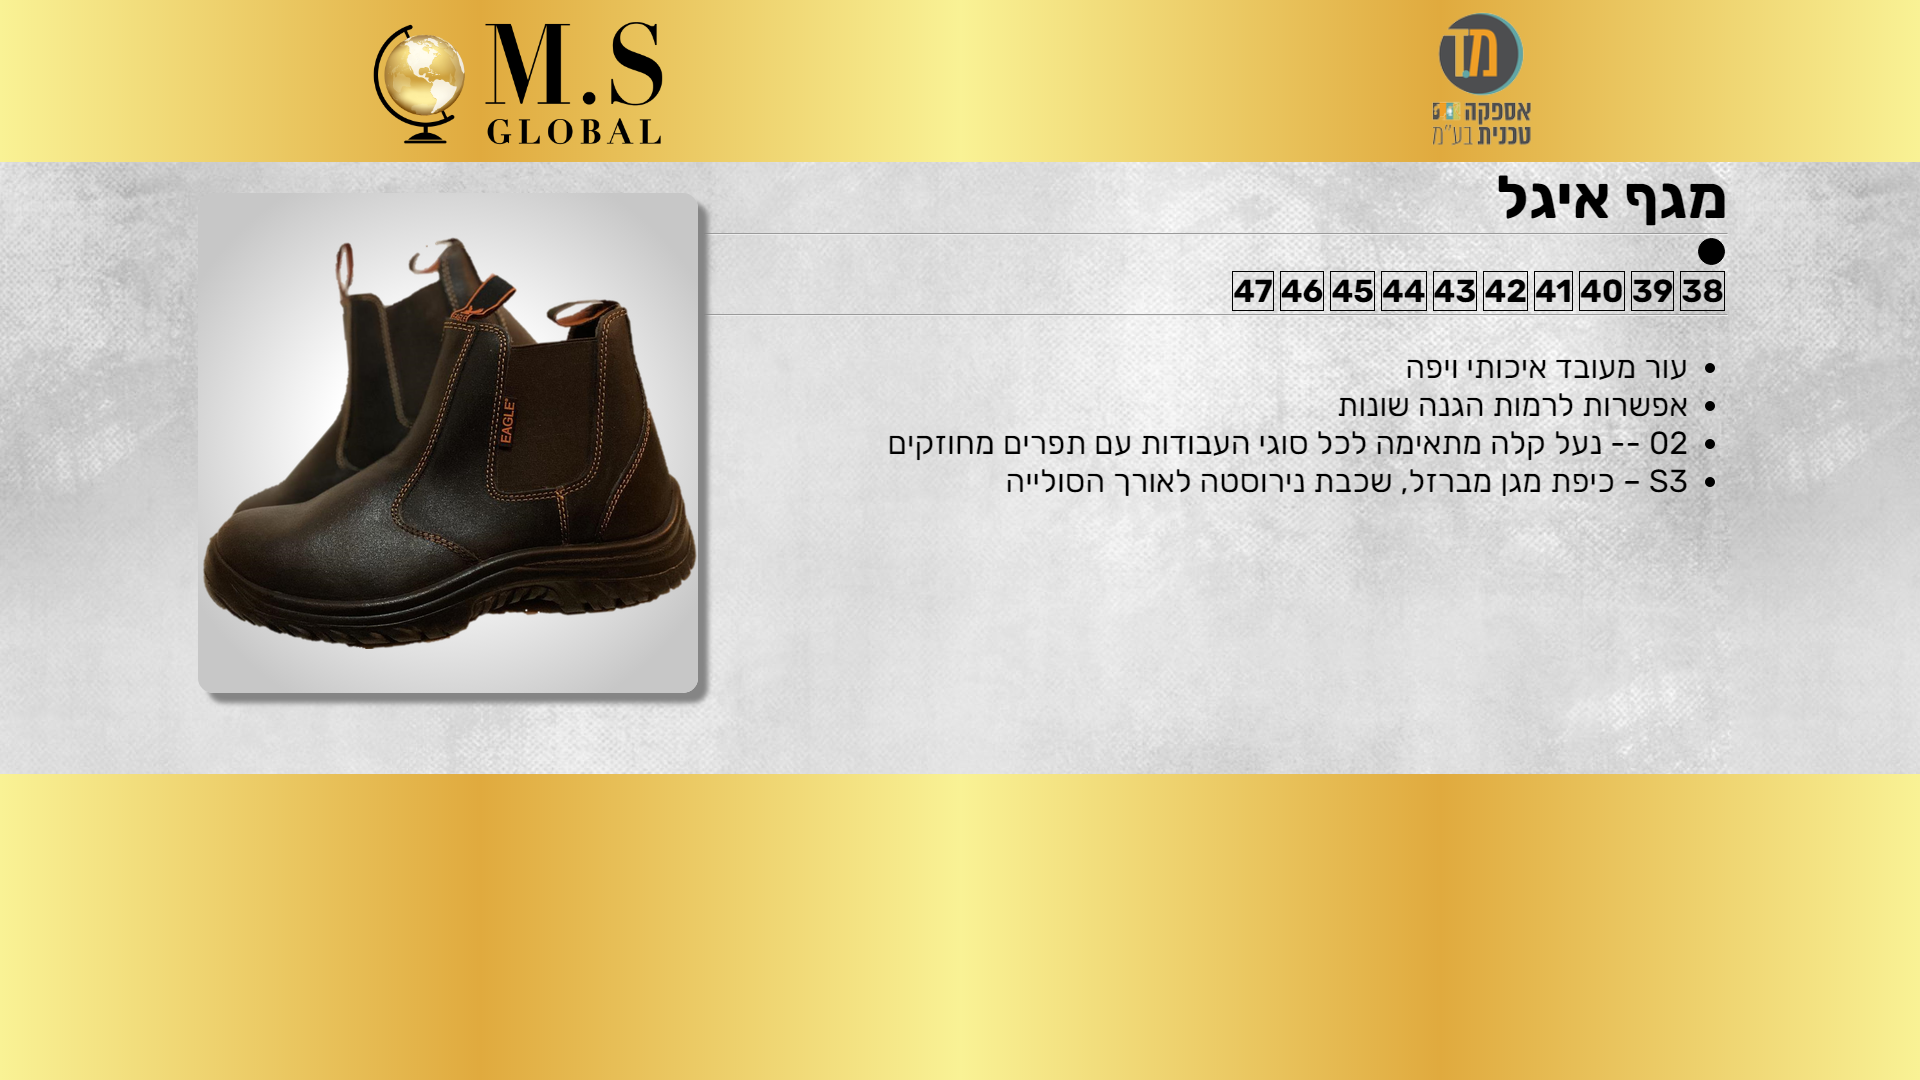 M.S
GLOBAL
מ.ד
אספקה
טכנית בע"מ
מגף איגל
38 39 40 41 42 43 44 45 46 47
EAGLE
• עור מעובד איכותי ויפה
• אפשרות לרמות הגנה שונות
• 02 -- נעל קלה מתאימה לכל סוגי העבודות עם תפרים מחוזקים
• S3 – כיפת מגן מברזל, שכבת נירוסטה לאורך הסולייה